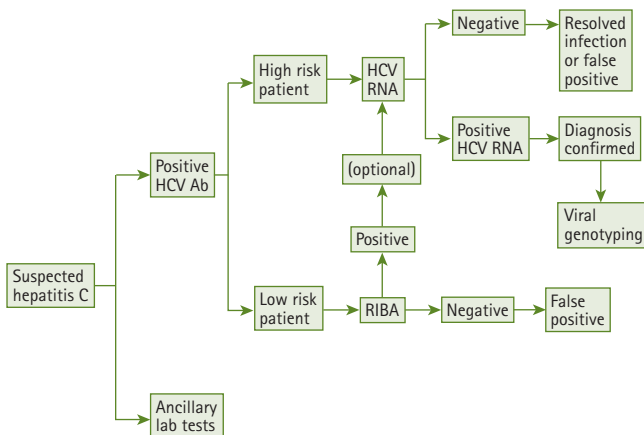 Negative
Resolved
infection
or false
positive
High risk
patient
HCV
RNA
Positive
HCV RNA
Diagnosis
confirmed
Positive
HCV Ab
(optional)
Viral
genotyping
Positive
Suspected
hepatitis C
Low risk
patient
RIBA
Negative
False
positive
Ancillary
lab tests